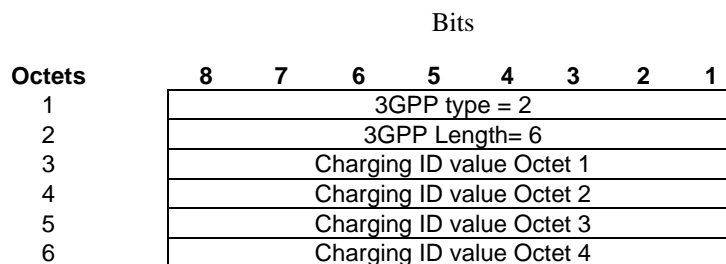 Bits
Octets 8 7 6 5 4 3 2 1
1 3GPP type = 2
2 3GPP Length= 6
3 Charging ID value Octet 1
4 Charging ID value Octet 2
5 Charging ID value Octet 3
6 Charging ID value Octet 4